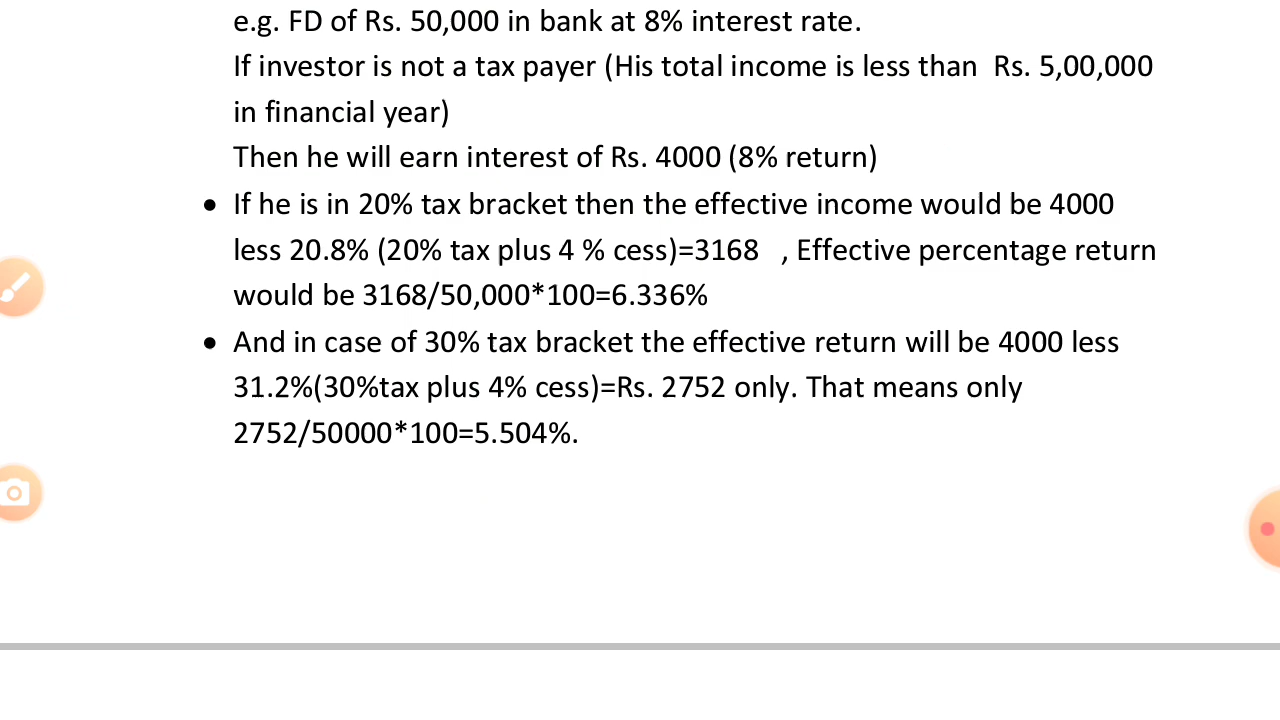 e.g. FD of Rs. 50,000 in bank at 8% interest rate.
If investor is not a tax payer (His total income is less than  Rs. 5,00,000
in financial year)
Then he will earn interest of Rs. 4000 (8% return)
• If he is in 20% tax bracket then the effective income would be 4000
less 20.8% (20% tax plus 4 % cess)=3168   , Effective percentage return
would be 3168/50,000*100=6.336%
• And in case of 30% tax bracket the effective return will be 4000 less
31.2%(30%tax plus 4% cess)=Rs. 2752 only. That means only
2752/50000*100=5.504%.